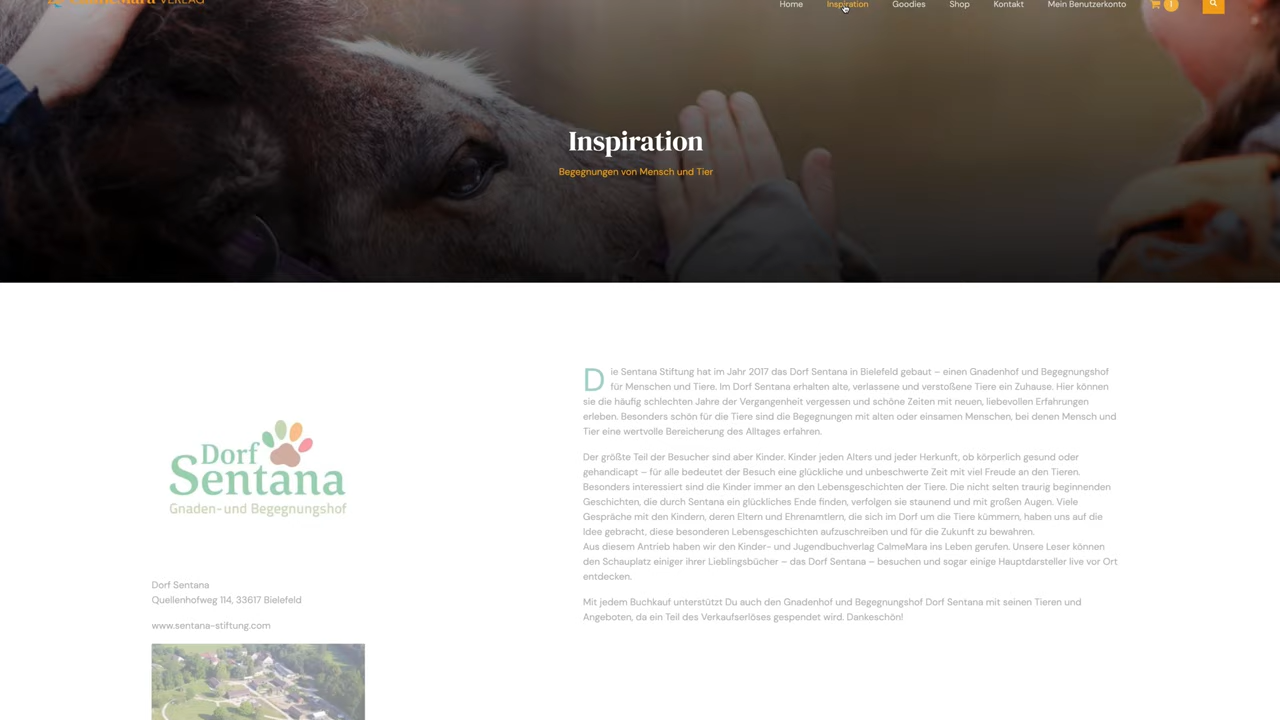 CalmeMara VERLAG
Home Inspiration Goodies Shop Kontakt Mein Benutzerkonto 1
Inspiration
Begegnungen von Mensch und Tier
Die Sentana Stiftung hat im Jahr 2017 das Dorf Sentana in Bielefeld gebaut – einen Gnadenhof und Begegnungshof
für Menschen und Tiere. Im Dorf Sentana erhalten alte, verlassene und verstoßene Tiere ein Zuhause. Hier können
sie die häufig schlechten Jahre der Vergangenheit vergessen und schöne Zeiten mit neuen, liebevollen Erfahrungen
erleben. Besonders schön für die Tiere sind die Begegnungen mit alten oder einsamen Menschen, bei denen Mensch und
Tier eine wertvolle Bereicherung des Alltages erfahren.
Der größte Teil der Besucher sind aber Kinder. Kinder jeden Alters und jeder Herkunft, ob körperlich gesund oder
gehandicapt – für alle bedeutet der Besuch eine glückliche und unbeschwerte Zeit mit viel Freude an den Tieren.
Besonders interessiert sind die Kinder immer an den Lebensgeschichten der Tiere. Die nicht selten traurig beginnenden
Geschichten, die durch Sentana ein glückliches Ende finden, verfolgen sie staunend und mit großen Augen. Viele
Gespräche mit den Kindern, deren Eltern und Ehrenamtlern, die sich im Dorf um die Tiere kümmern, haben uns auf die
Idee gebracht, diese besonderen Lebensgeschichten aufzuschreiben und für die Zukunft zu bewahren.
Aus diesem Antrieb haben wir den Kinder- und Jugendbuchverlag CalmeMara ins Leben gerufen. Unsere Leser können
den Schauplatz einiger ihrer Lieblingsbücher – das Dorf Sentana – besuchen und sogar einige Hauptdarsteller live vor Ort
entdecken.
Mit jedem Buchkauf unterstützt Du auch den Gnadenhof und Begegnungshof Dorf Sentana mit seinen Tieren und
Angeboten, da ein Teil des Verkaufserlöses gespendet wird. Dankeschön!
Dorf
Sentana
Gnaden-und Begegnungshof
Dorf Sentana
Quellenhofweg 114, 33617 Bielefeld
www.sentana-stiftung.com